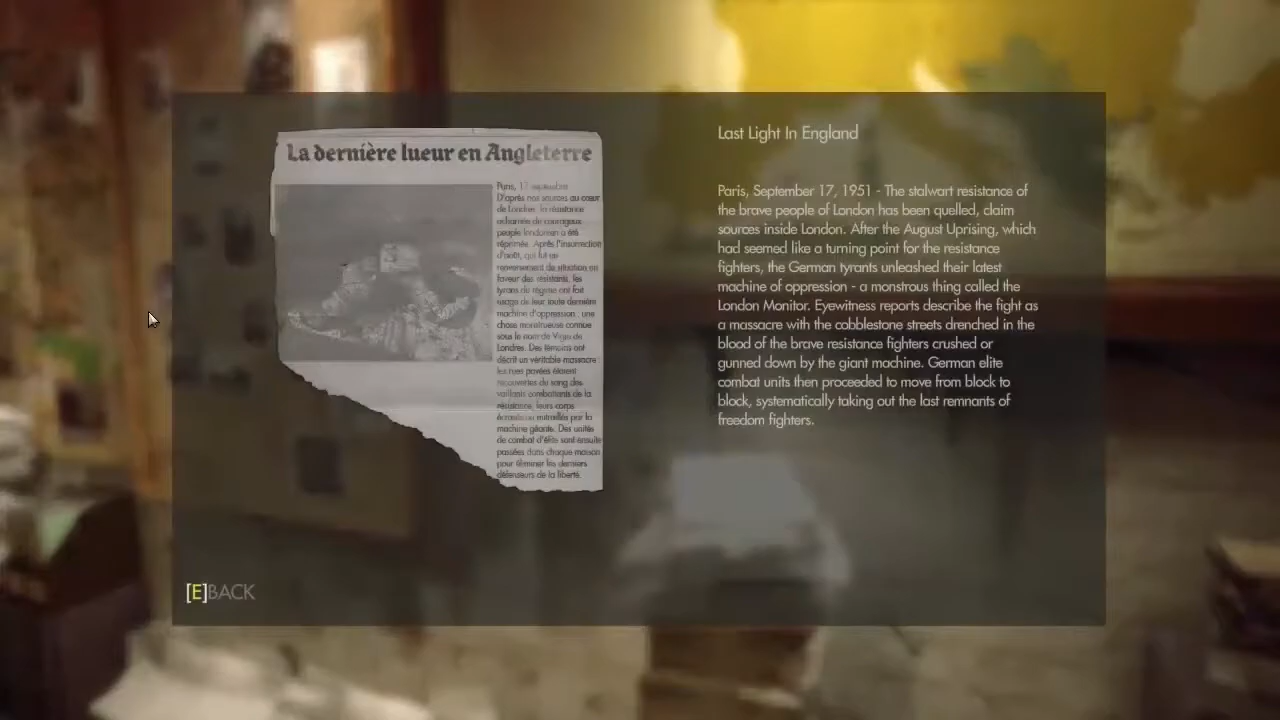 La dernière lueur en Angleterre
Paris, 17 septembre
D'après nos sources au cœur
de Londres, la résistance
acharnée du courageux
peuple londonien a été
réprimée. Après l'insurrection
d'août, qui fut un
renversement de situation en
faveur des résistants, les
tyrans du régime ont fait
usage de leur toute dernière
machine d'oppression : une
chose monstrueuse connue
sous le nom de Vigie de
Londres. Des témoins ont
décrit un véritable massacre :
les rues pavées étaient
recouvertes du sang des
vaillants combattants de la
résistance, leurs corps
écrasés ou mitraillés par la
machine géante. Des unités
de combat d'élite sont ensuite
passées dans chaque maison
pour les derniers
défenseurs de la liberté.
Last Light In England
Paris, September 17, 1951 - The stalwart resistance of
the brave people of London has been quelled, claim
sources inside London. After the August Uprising, which
had seemed like a turning point for the resistance
fighters, the German tyrants unleashed their latest
machine of oppression - a monstrous thing called the
London Monitor. Eyewitness reports describe the fight as
a massacre with the cobblestone streets drenched in the
blood of the brave resistance fighters crushed or
gunned down by the giant machine. German elite
combat units then proceeded to move from block to
block, systematically taking out the last remnants of
freedom fighters.
[E]BACK